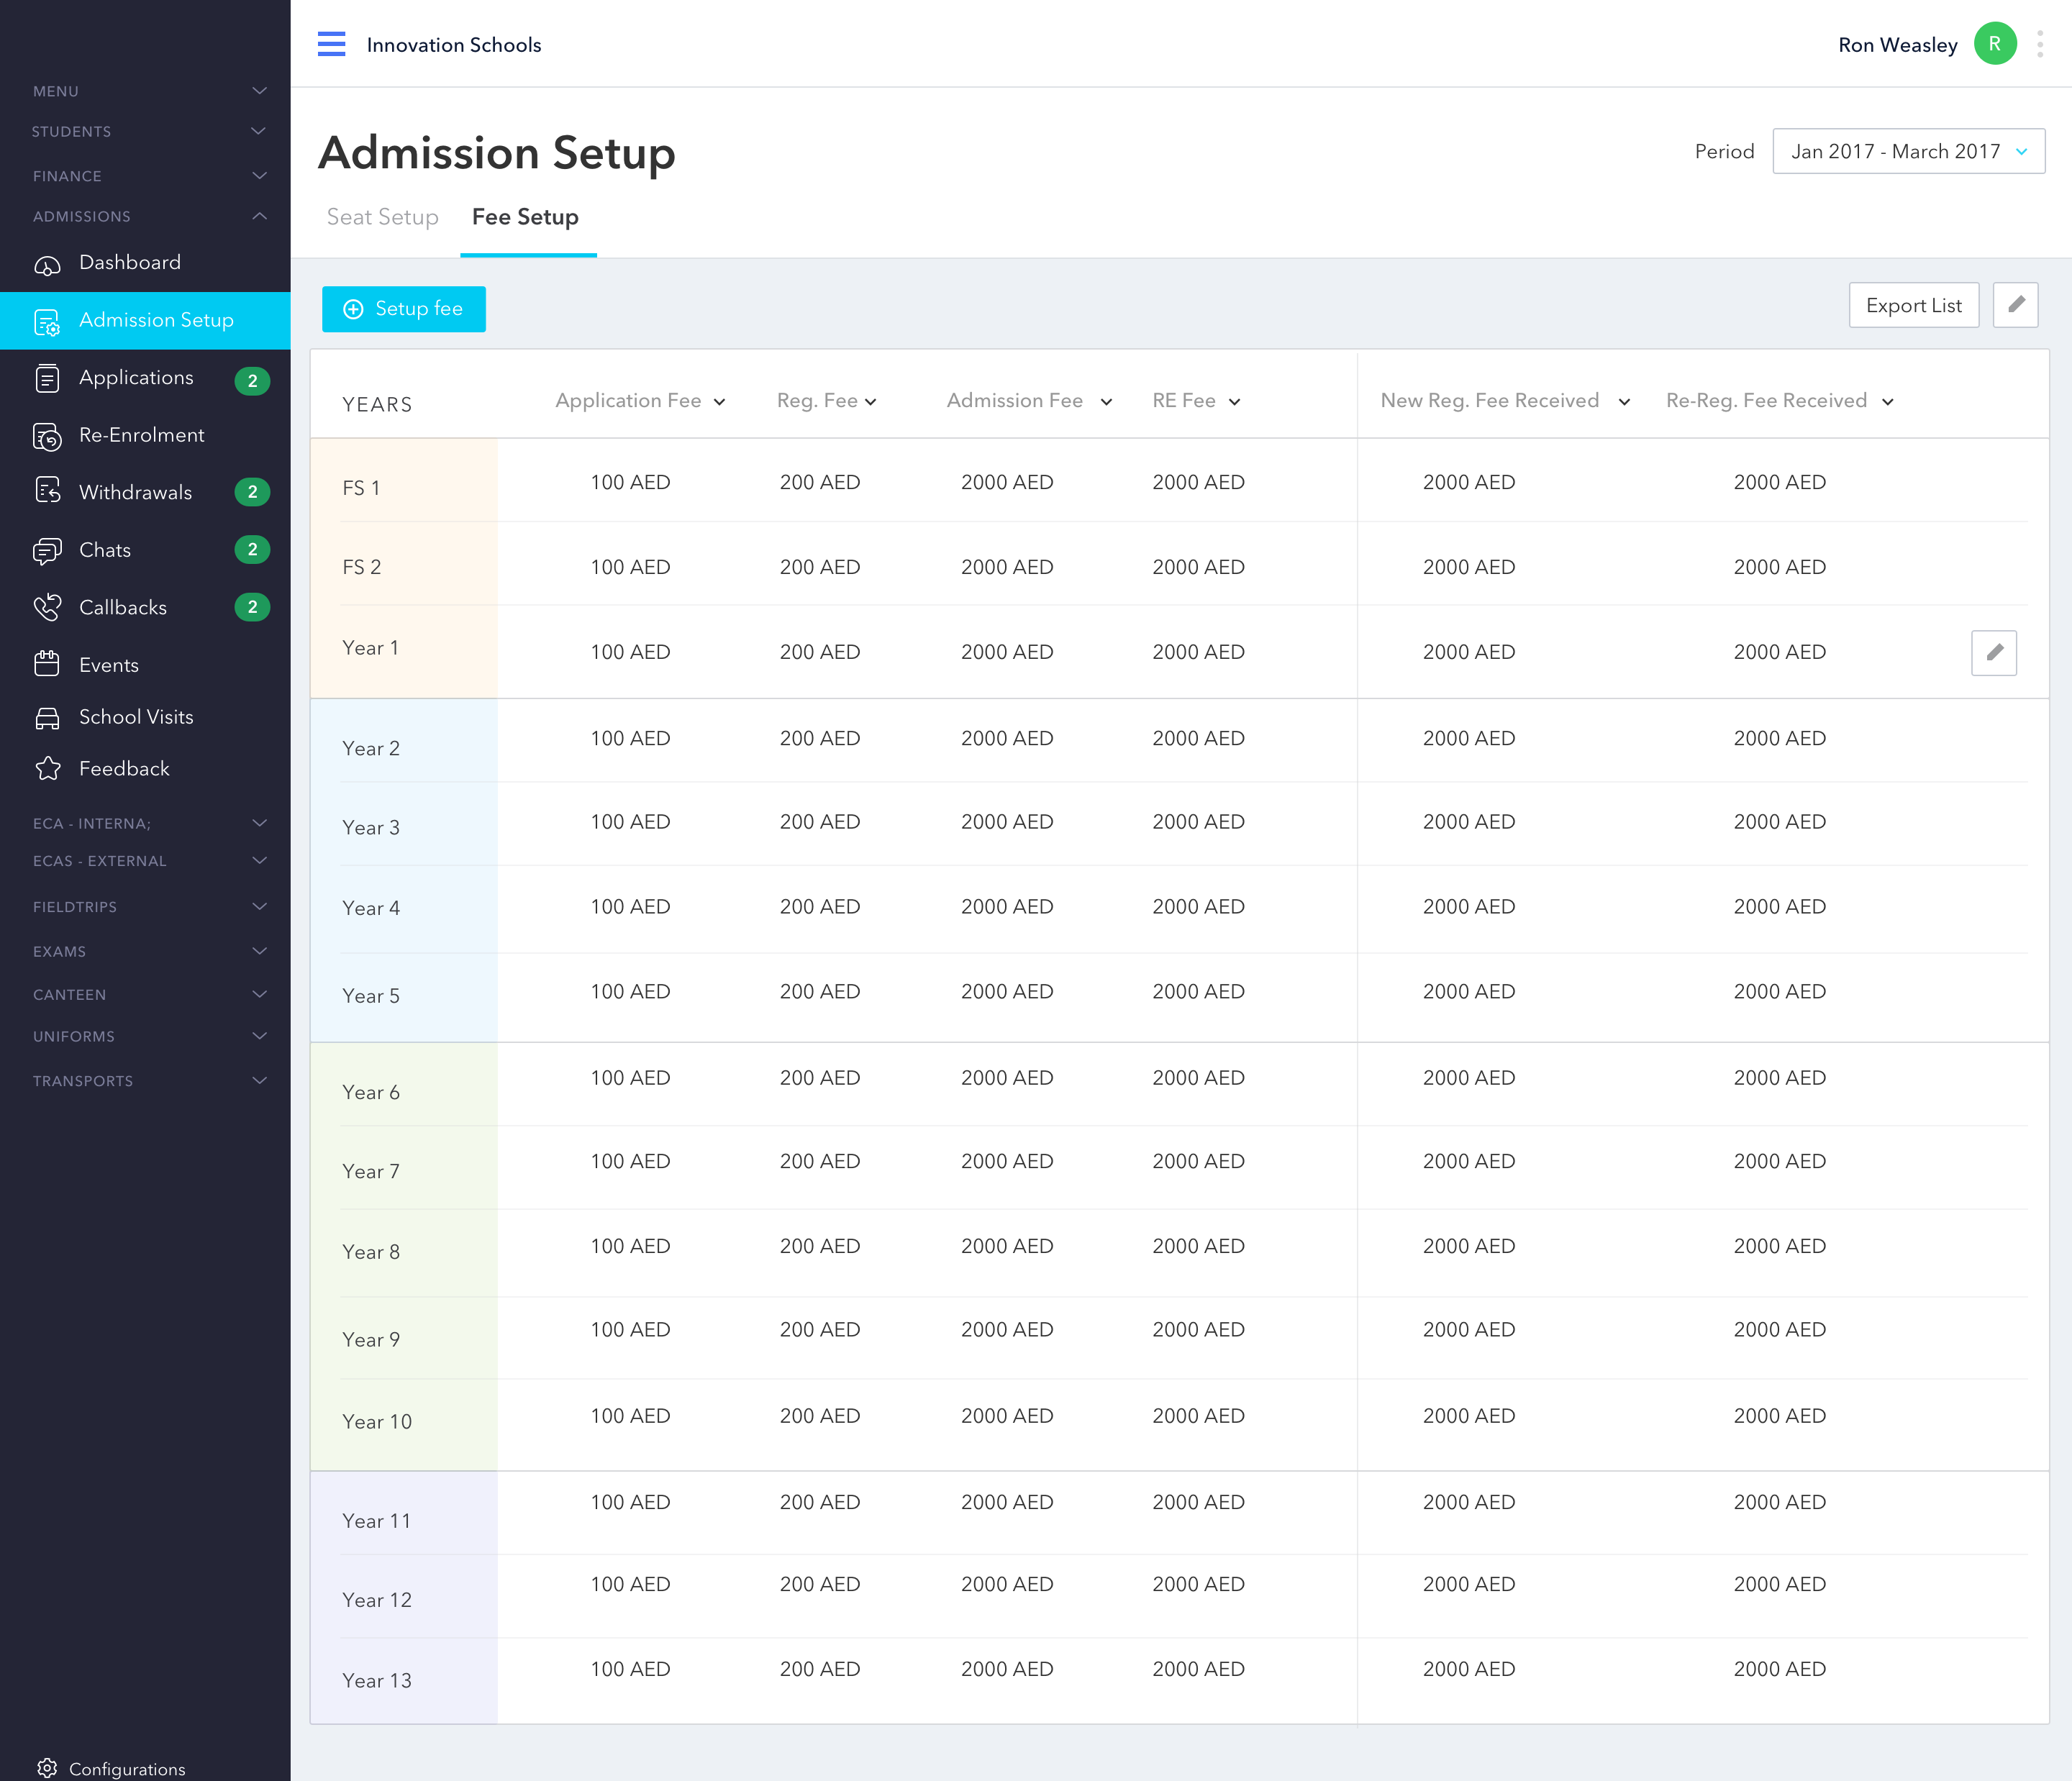 Innovation Schools
Ron Weasley
R
MENU
STUDENTS
FINANCE
ADMISSIONS
Dashboard
Admission Setup
Applications 2
Re-Enrolment
Withdrawals 2
Chats 2
Callbacks 2
Events
School Visits
Feedback
ECA - INTERNA;
ECAS - EXTERNAL
FIELDTRIPS
EXAMS
CANTEEN
UNIFORMS
TRANSPORTS
Configurations
Admission Setup
Period Jan 2017 - March 2017
Seat Setup Fee Setup
Setup fee
Export List
YEARS Application Fee Reg. Fee Admission Fee RE Fee New Reg. Fee Received Re-Reg. Fee Received
FS 1 100 AED 200 AED 2000 AED 2000 AED 2000 AED 2000 AED
FS 2 100 AED 200 AED 2000 AED 2000 AED 2000 AED 2000 AED
Year 1 100 AED 200 AED 2000 AED 2000 AED 2000 AED 2000 AED
Year 2 100 AED 200 AED 2000 AED 2000 AED 2000 AED 2000 AED
Year 3 100 AED 200 AED 2000 AED 2000 AED 2000 AED 2000 AED
Year 4 100 AED 200 AED 2000 AED 2000 AED 2000 AED 2000 AED
Year 5 100 AED 200 AED 2000 AED 2000 AED 2000 AED 2000 AED
Year 6 100 AED 200 AED 2000 AED 2000 AED 2000 AED 2000 AED
Year 7 100 AED 200 AED 2000 AED 2000 AED 2000 AED 2000 AED
Year 8 100 AED 200 AED 2000 AED 2000 AED 2000 AED 2000 AED
Year 9 100 AED 200 AED 2000 AED 2000 AED 2000 AED 2000 AED
Year 10 100 AED 200 AED 2000 AED 2000 AED 2000 AED 2000 AED
Year 11 100 AED 200 AED 2000 AED 2000 AED 2000 AED 2000 AED
Year 12 100 AED 200 AED 2000 AED 2000 AED 2000 AED 2000 AED
Year 13 100 AED 200 AED 2000 AED 2000 AED 2000 AED 2000 AED